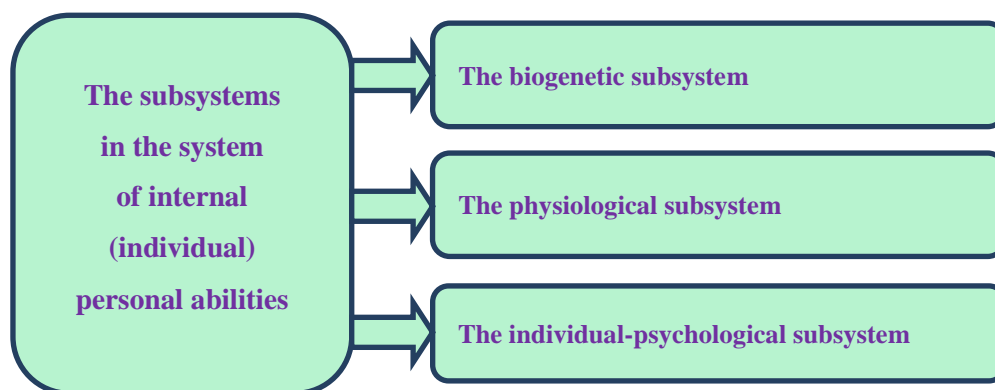 The subsystems
in the system
of internal
(individual)
personal abilities
The biogenetic subsystem
The physiological subsystem
The individual-psychological subsystem